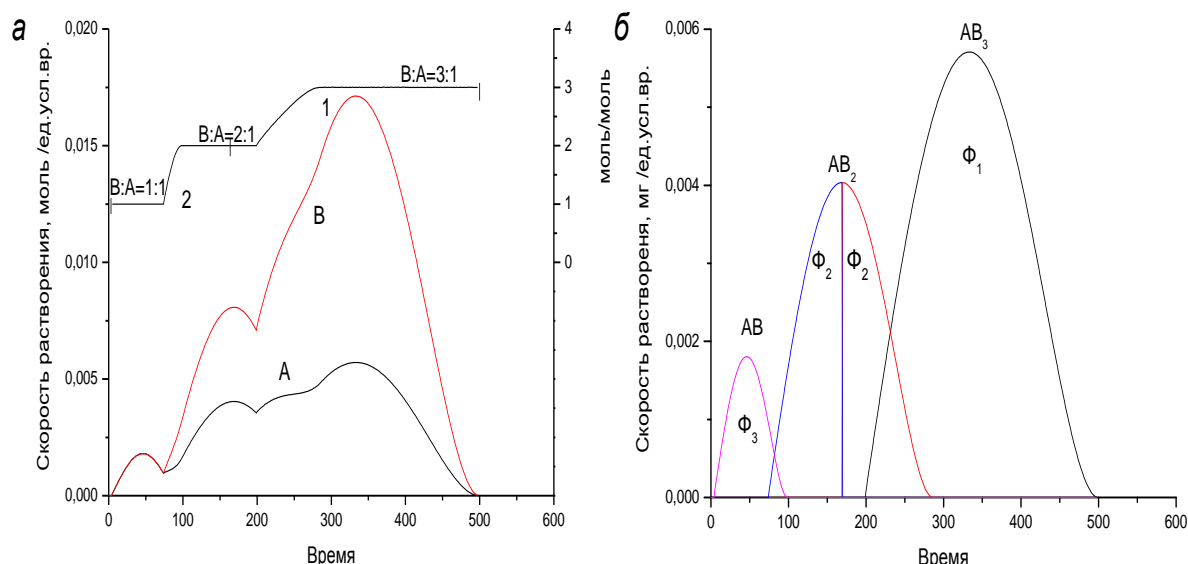 а
Скорость растворения, моль /ед.усл.вр.
0,020
0,015
0,010
0,005
0,000
B:A=1:1
2
B:A=2:1
B:A=3:1
1
B
A
4
3
2
1
0
моль/моль
0 100 200 300 400 500 600
Время
б
Скорость раствореня, мг /ед.усл.вр.
0,006
0,004
0,002
0,000
AB
Ф3
AB2
Ф2 Ф2
AB3
Ф1
0 100 200 300 400 500 600
Время